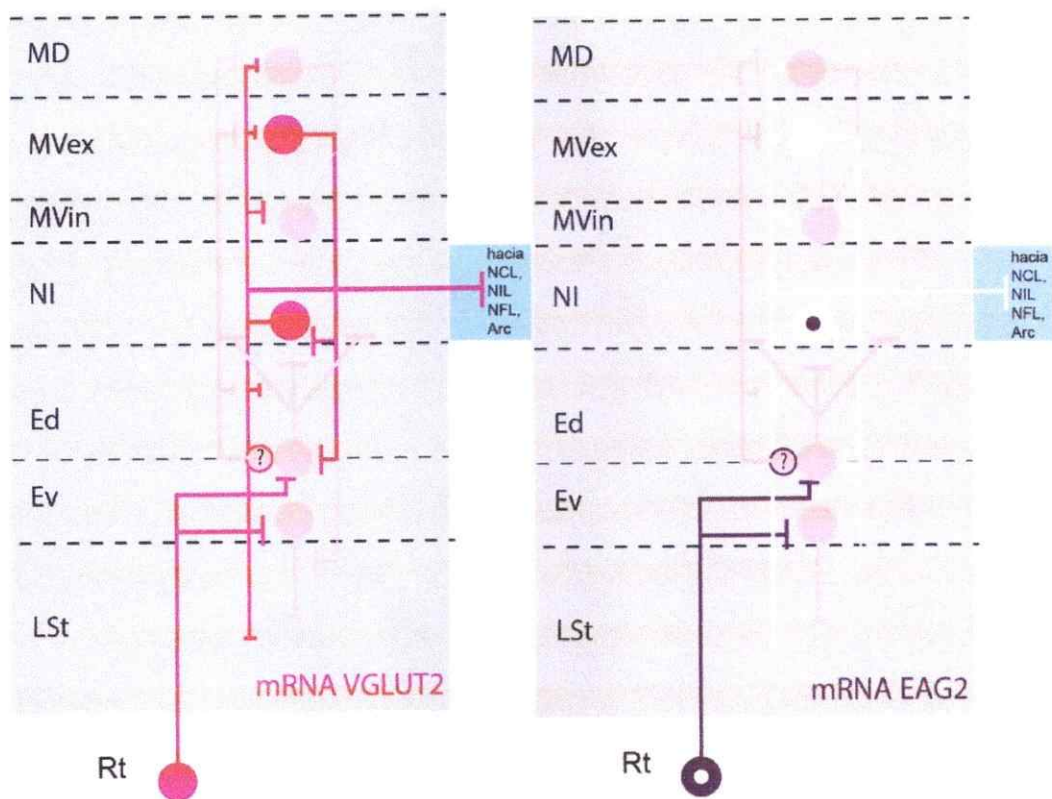 MD
MVex
MVin
NI
hacia
NCL,
NIL
NFL,
Arc
Ed
?
Ev
LSt
mRNA VGLUT2
Rt
MD
MVex
MVin
NI
hacia
NCL,
NIL
NFL,
Arc
Ed
?
Ev
LSt
mRNA EAG2
Rt